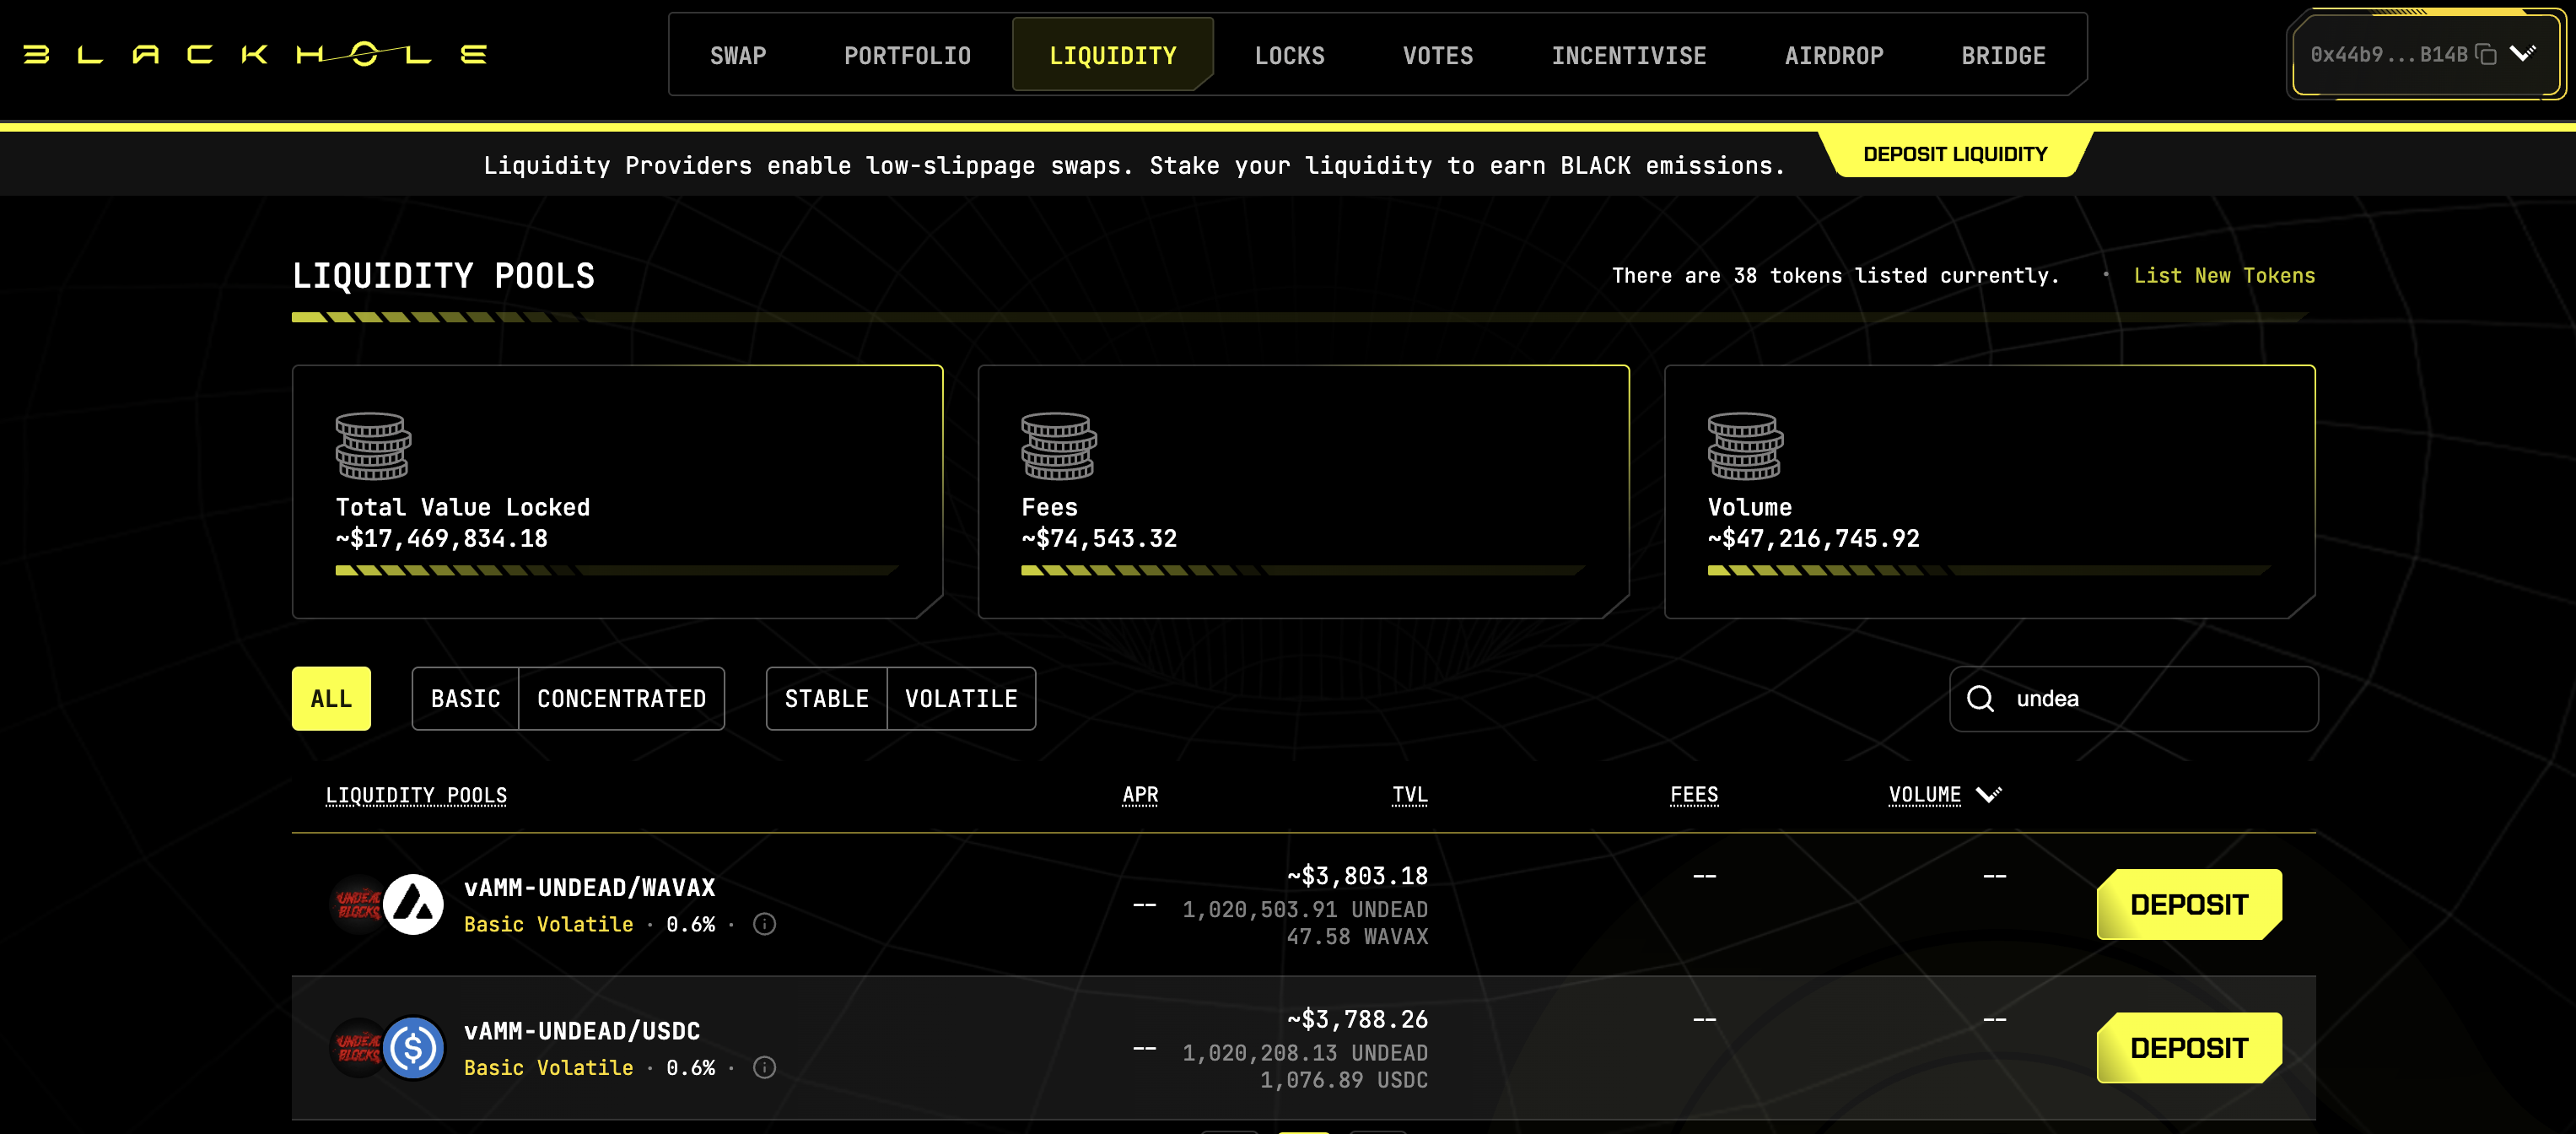 BLACKHOLE
SWAP PORTFOLIO LIQUIDITY LOCKS VOTES INCENTIVISE AIRDROP BRIDGE
0x44b9...B14B
Liquidity Providers enable low-slippage swaps. Stake your liquidity to earn BLACK emissions.
DEPOSIT LIQUIDITY
LIQUIDITY POOLS
There are 38 tokens listed currently. • List New Tokens
Total Value Locked
~$17,469,834.18
Fees
~$74,543.32
Volume
~$47,216,745.92
ALL BASIC CONCENTRATED STABLE VOLATILE
undea
LIQUIDITY POOLS APR TVL FEES VOLUME
UNDEAD
BLOCKS
vAMM-UNDEAD/WAVAX
Basic Volatile · 0.6% ·
--
~$3,803.18
1,020,503.91 UNDEAD
47.58 WAVAX
--
--
DEPOSIT
UNDEAD
BLOCKS
vAMM-UNDEAD/USDC
Basic Volatile · 0.6% ·
--
~$3,788.26
1,020,208.13 UNDEAD
1,076.89 USDC
--
--
DEPOSIT